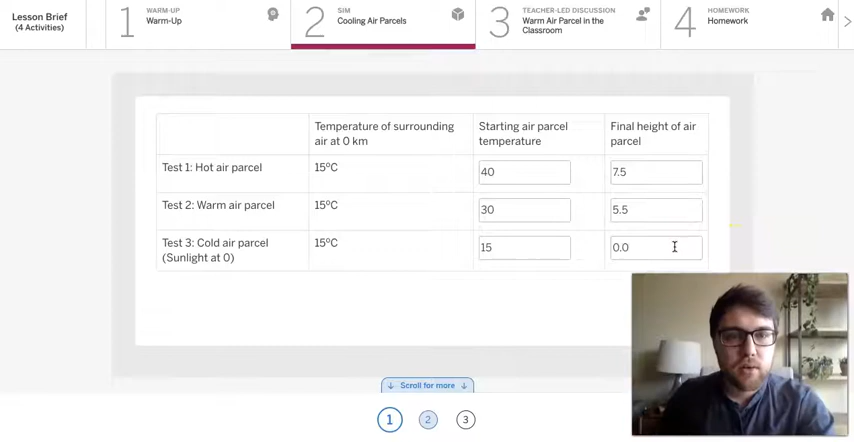 Lesson Brief
(4 Activities)
1
WARM-UP
Warm-Up
2
SIM
Cooling Air Parcels
3
TEACHER-LED DISCUSSION
Warm Air Parcel in the
Classroom
4
HOMEWORK
Homework
Temperature of surrounding
air at 0 km
Starting air parcel
temperature
Final height of air
parcel
Test 1: Hot air parcel
15°C
40
7.5
Test 2: Warm air parcel
15°C
30
5.5
Test 3: Cold air parcel
(Sunlight at 0)
15°C
15
0.0
Scroll for more
1
2
3